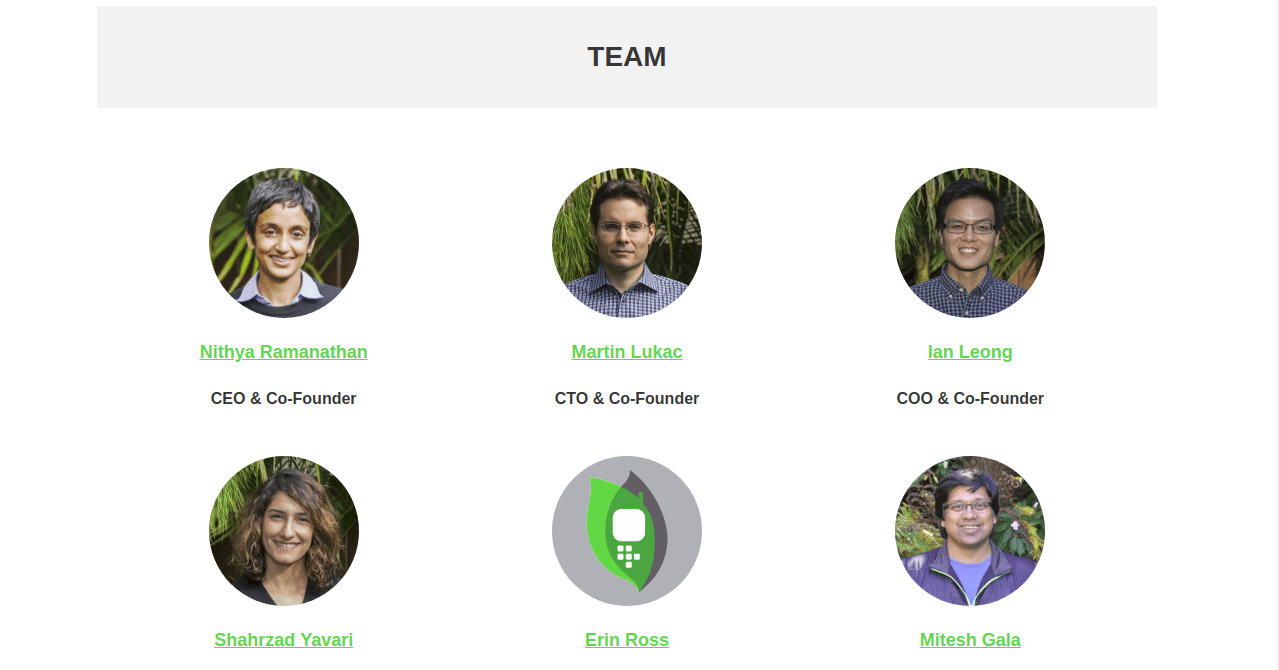 TEAM
Nithya Ramanathan
Martin Lukac
Ian Leong
CEO & Co-Founder
CTO & Co-Founder
COO & Co-Founder
Shahrzad Yavari
Erin Ross
Mitesh Gala